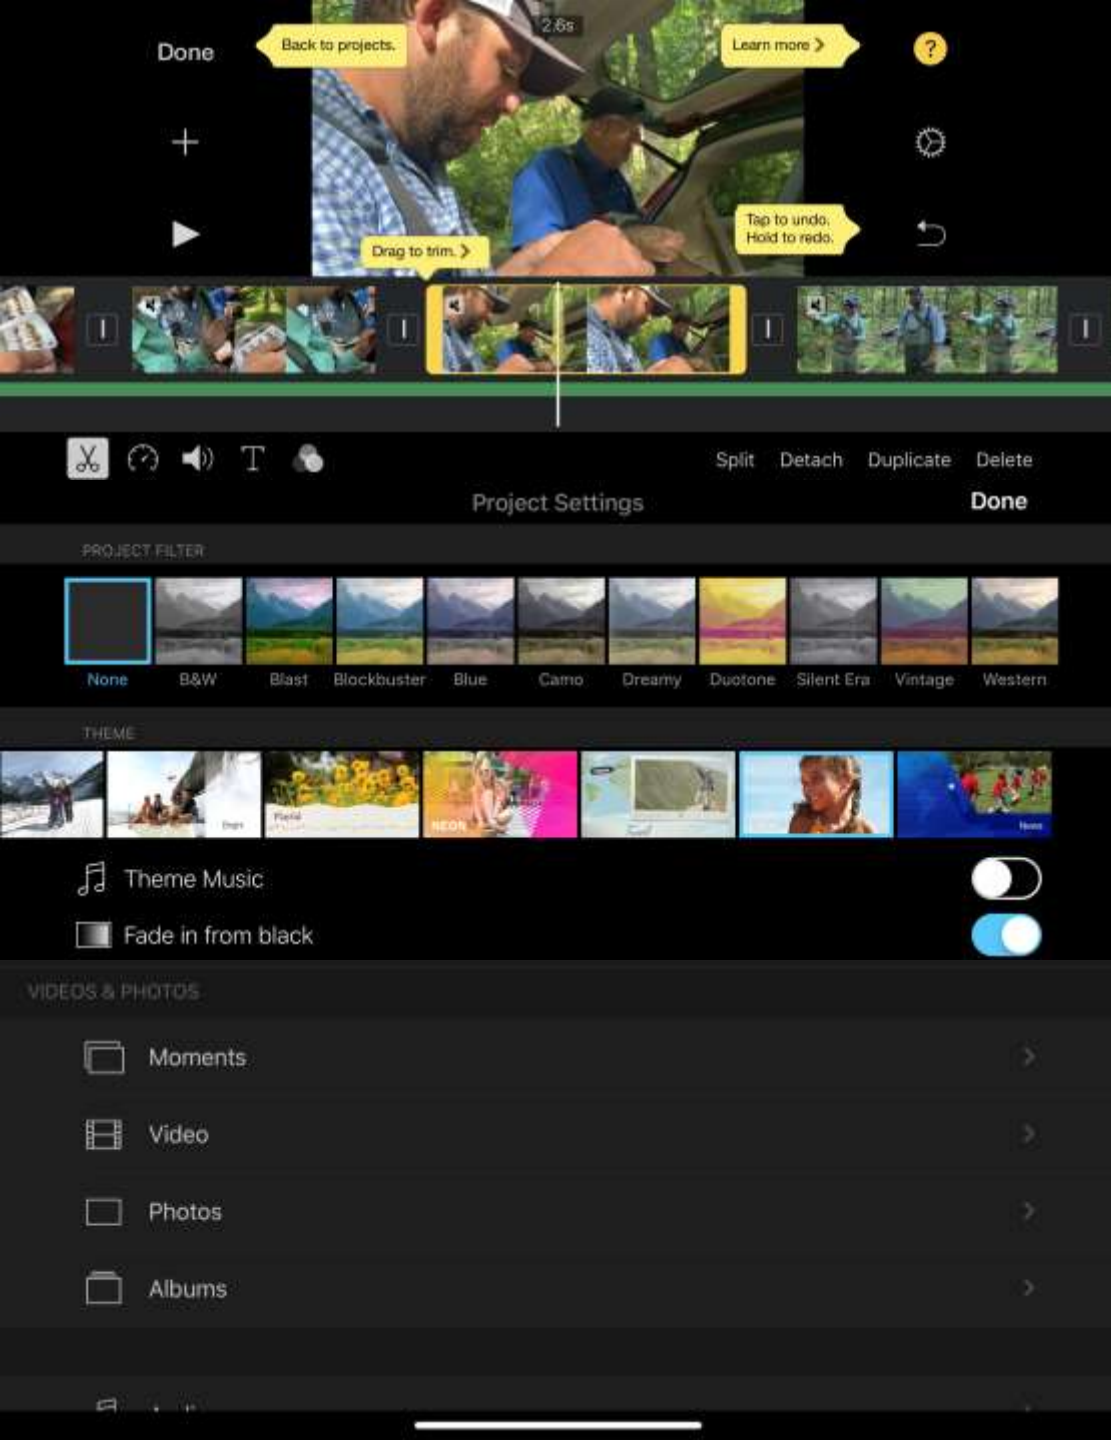 2.6s
Done
Back to projects.
Learn more >
?
Tap to undo.
Hold to redo.
Drag to trim. >
T
Split Detach Duplicate Delete
Project Settings
Done
PROJECT FILTER
None B&W Blast Blockbuster Blue Camo Dreamy Duotone Silent Era Vintage Western
THEME
Playful
NEON
News
Theme Music
Fade in from black
VIDEOS & PHOTOS
Moments
Video
Photos
Albums